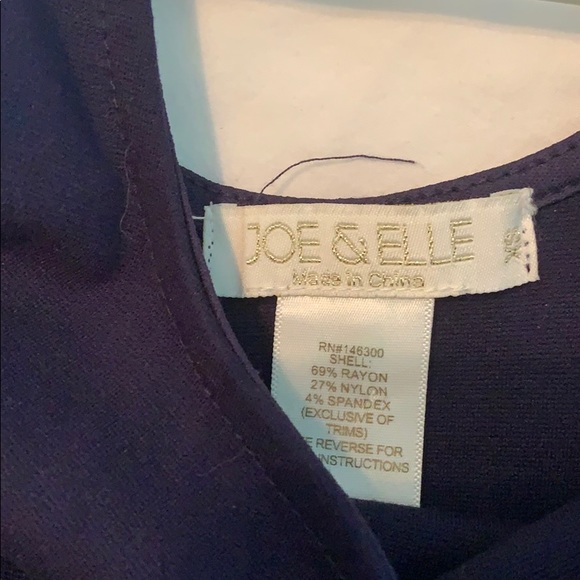 JOE & ELLE
Made in China
RN#146300
SHELL:
69% RAYON
27% NYLON
4% SPANDEX
(EXCLUSIVE OF
TRIMS)
REVERSE FOR
INSTRUCTIONS